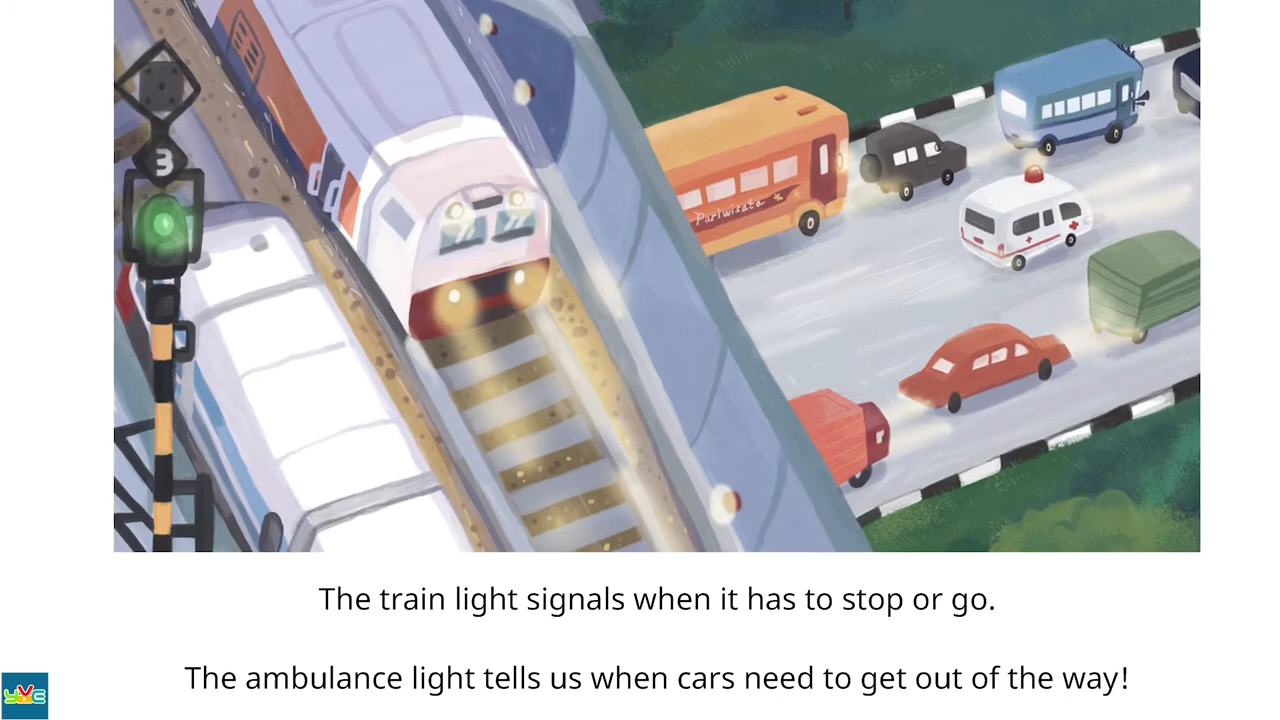 3
Pariwisata
The train light signals when it has to stop or go.
The ambulance light tells us when cars need to get out of the way!
yvc